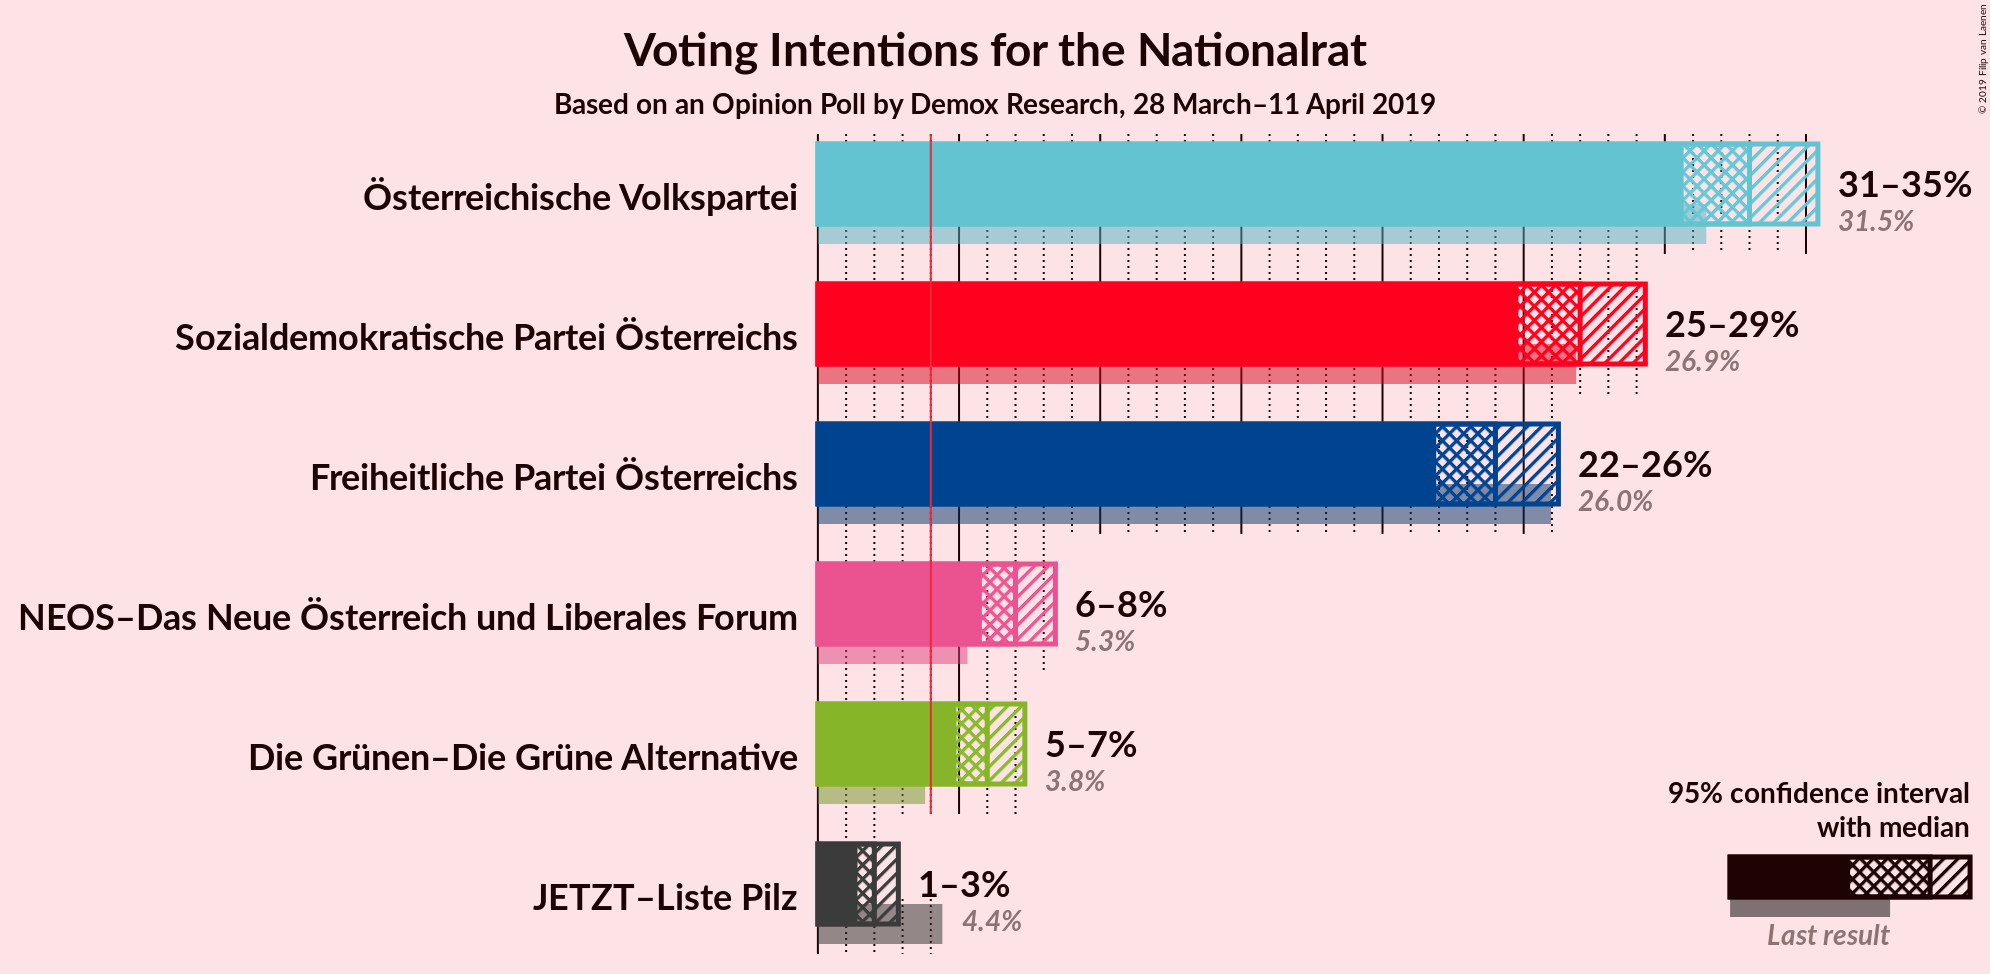 Voting Intentions for the Nationalrat
Based on an Opinion Poll by Demox Research, 28 March–11 April 2019
© 2019 Filip van Laenen
Österreichische Volkspartei
31–35%
31.5%
Sozialdemokratische Partei Österreichs
25–29%
26.9%
Freiheitliche Partei Österreichs
22–26%
26.0%
NEOS–Das Neue Österreich und Liberales Forum
6–8%
5.3%
Die Grünen–Die Grüne Alternative
5–7%
3.8%
JETZT–Liste Pilz
1–3%
4.4%
95% confidence interval
with median
Last result